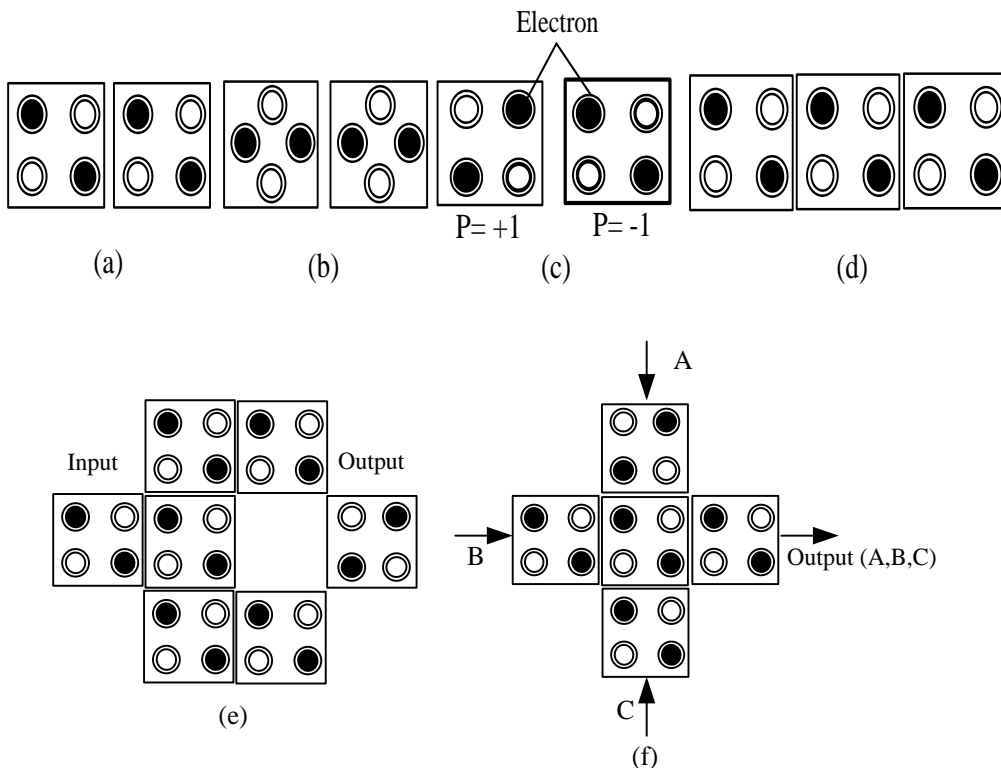 Electron
P= +1
P= -1
(a)
(b)
(c)
(d)
A
Input
Output
B
Output (A,B,C)
C
(e)
(f)